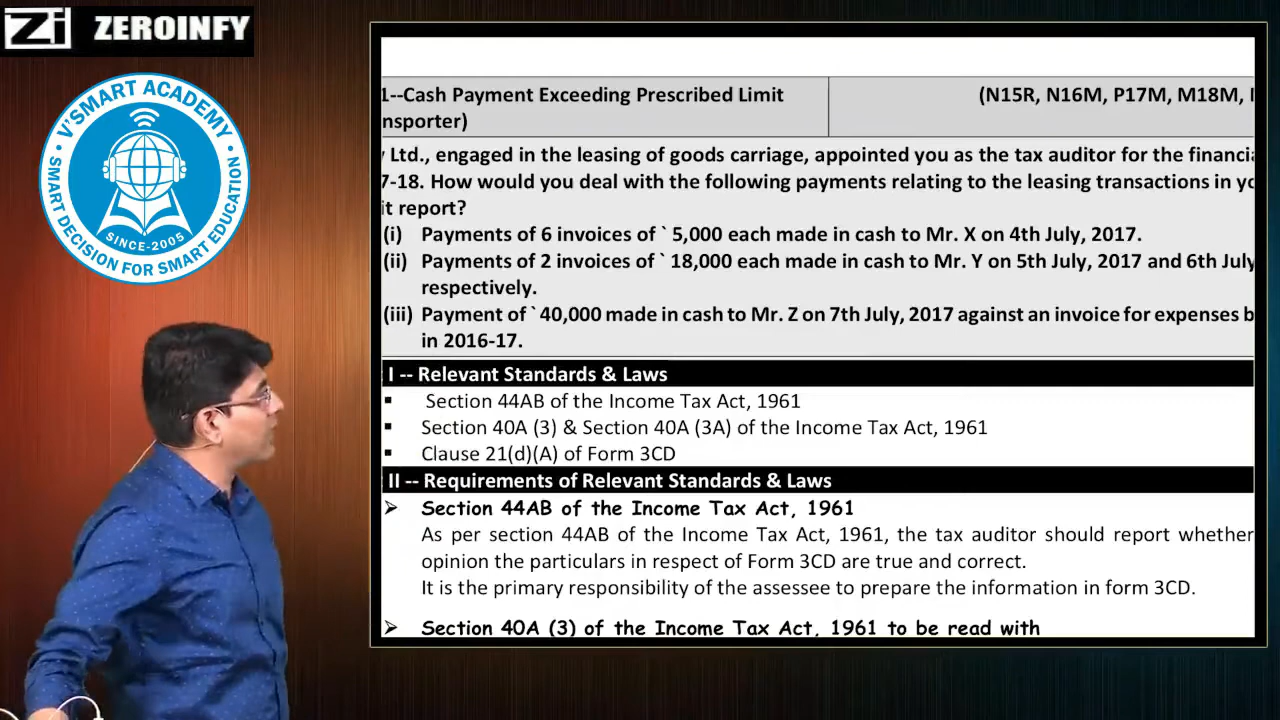 Zi ZEROINFY
V'SMART ACADEMY
SMART DECISION FOR SMART EDUCATION
SINCE-2005
1--Cash Payment Exceeding Prescribed Limit (N15R, N16M, P17M, M18M,
nsporter)
Ltd., engaged in the leasing of goods carriage, appointed you as the tax auditor for the financi
7-18. How would you deal with the following payments relating to the leasing transactions in yo
it report?
(i) Payments of 6 invoices of ` 5,000 each made in cash to Mr. X on 4th July, 2017.
(ii) Payments of 2 invoices of ` 18,000 each made in cash to Mr. Y on 5th July, 2017 and 6th July
respectively.
(iii) Payment of ` 40,000 made in cash to Mr. Z on 7th July, 2017 against an invoice for expenses b
in 2016-17.
I -- Relevant Standards & Laws
▪ Section 44AB of the Income Tax Act, 1961
▪ Section 40A (3) & Section 40A (3A) of the Income Tax Act, 1961
▪ Clause 21(d)(A) of Form 3CD
II -- Requirements of Relevant Standards & Laws
➢ Section 44AB of the Income Tax Act, 1961
As per section 44AB of the Income Tax Act, 1961, the tax auditor should report whether
opinion the particulars in respect of Form 3CD are true and correct.
It is the primary responsibility of the assessee to prepare the information in form 3CD.
➢ Section 40A (3) of the Income Tax Act, 1961 to be read with